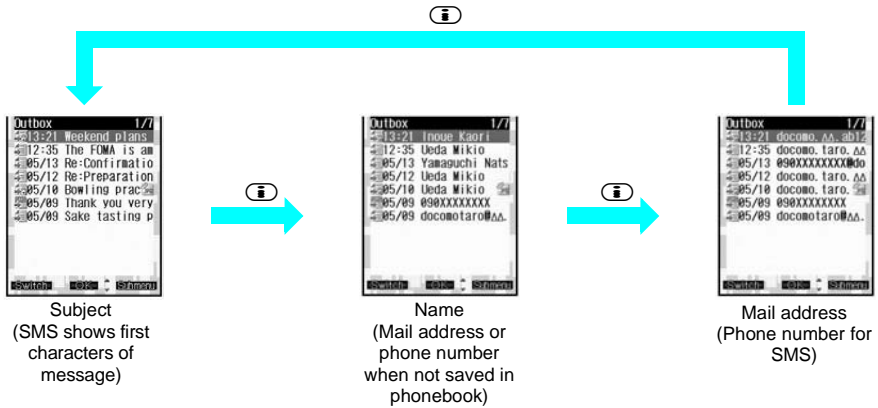 Outbox 1/7
13:21 Weekend plans
12:35 The FOMA is am
05/13 Re:Confirmatio
05/12 Re:Preparation
05/10 Bowling prac
05/09 Thank you very
05/09 Sake tasting p
Switch OK Submenu
Subject
(SMS shows first
characters of
message)
Outbox 1/7
13:21 Inoue Kaori
12:35 Ueda Mikio
05/13 Yamaguchi Nats
05/12 Ueda Mikio
05/10 Ueda Mikio
05/09 090XXXXXXXX
05/09 docomotaro@△△.
Switch OK Submenu
Name
(Mail address or
phone number
when not saved in
phonebook)
Outbox 1/7
13:21 docomo.△△.ab12
12:35 docomo.taro.△△
05/13 090XXXXXXXX@do
05/12 docomo.taro.△△
05/10 docomo.taro.
05/09 090XXXXXXXX
05/09 docomotaro@△△.
Switch OK Submenu
Mail address
(Phone number for
SMS)